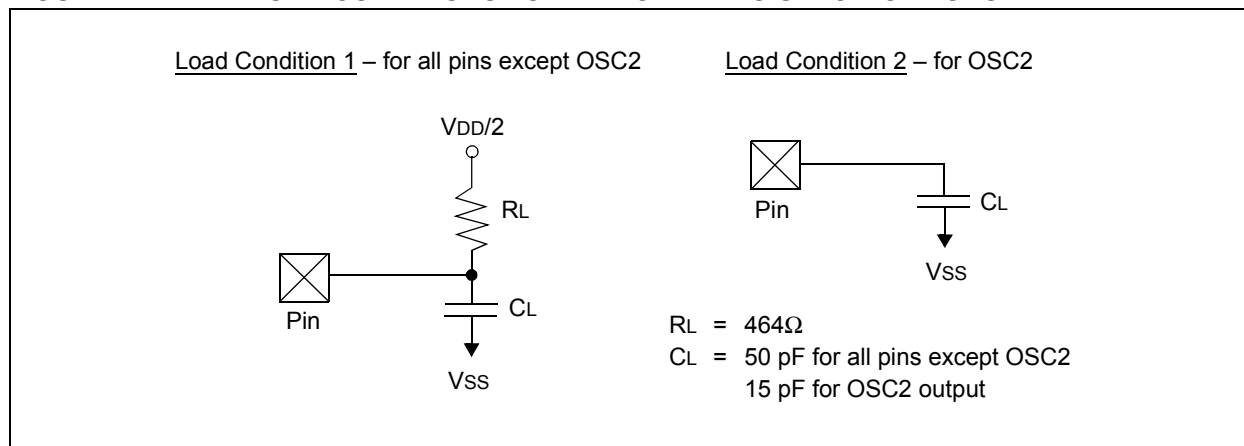 Load Condition 1 – for all pins except OSC2
Load Condition 2 – for OSC2
VDD/2
RL
Pin
CL
VSS
Pin
CL
VSS
RL = 464Ω
CL = 50 pF for all pins except OSC2
15 pF for OSC2 output